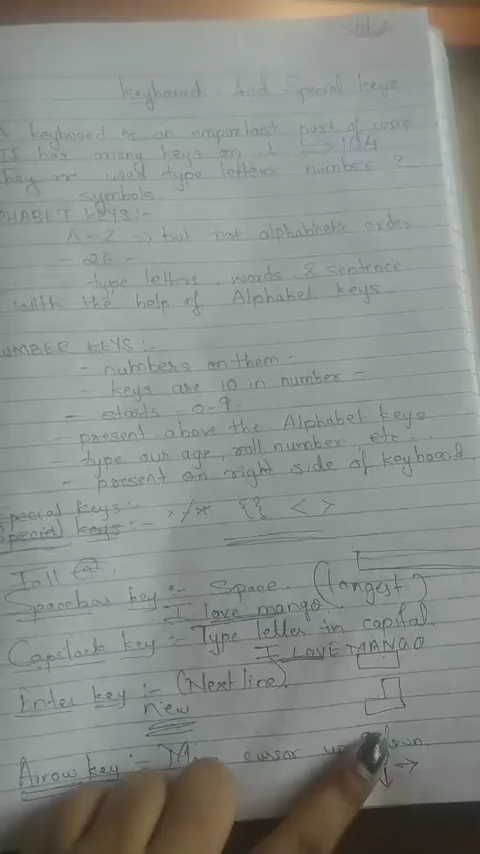 Keyboard And Special keys
A keyboard is an important part of
It has many keys on it → 104
They are used type letters number &
symbols.
ALPHABET KEYS:-
A-Z → but not alphabhetic order
- 26 -
type letters, words & sentence
with the help of Alphabet keys
NUMBER KEYS:-
- numbers on them -
- keys are 10 in number -
- starts - 0-9.
- present above the Alphabet keys
- type our age, roll number, etc..
- present on right side of keyboard.
Special keys:-
Special keys:- × / * {} < >
Tall
Spacebar key:- Space. (longest)
I love mango
Capslock key:- Type letter in capital
I LOVE MANGO
Enter key:- (Next line).
new
Arrow key:- cursor up down
↓ →